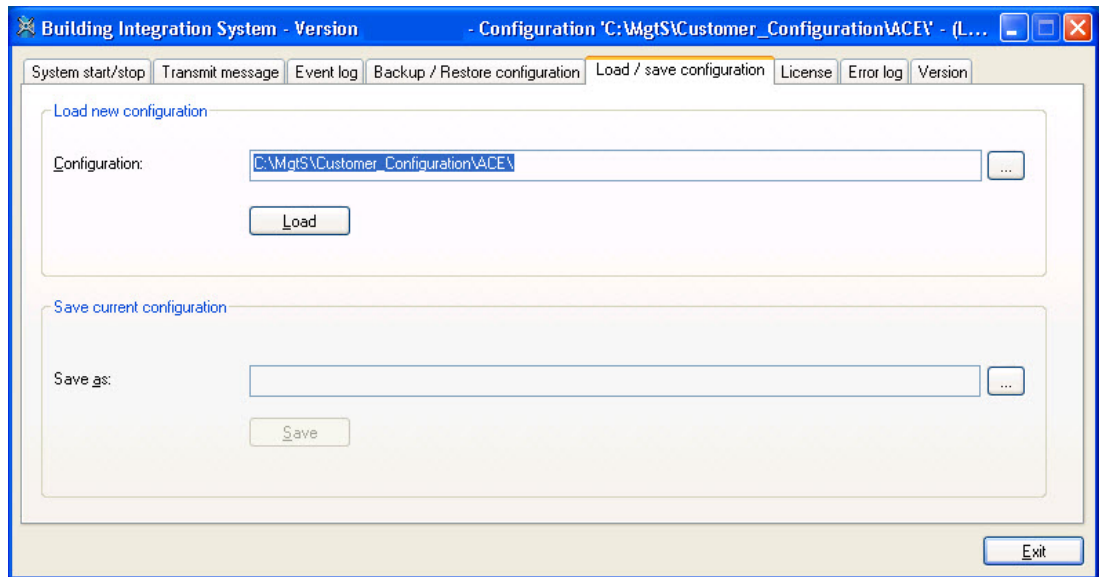 Building Integration System - Version - Configuration 'C:\MgtS\Customer_Configuration\ACE\' - (L...
System start/stop Transmit message Event log Backup / Restore configuration Load / save configuration License Error log Version
Load new configuration
Configuration: C:\MgtS\Customer_Configuration\ACE\ ...
Load
Save current configuration
Save as: ...
Save
Exit